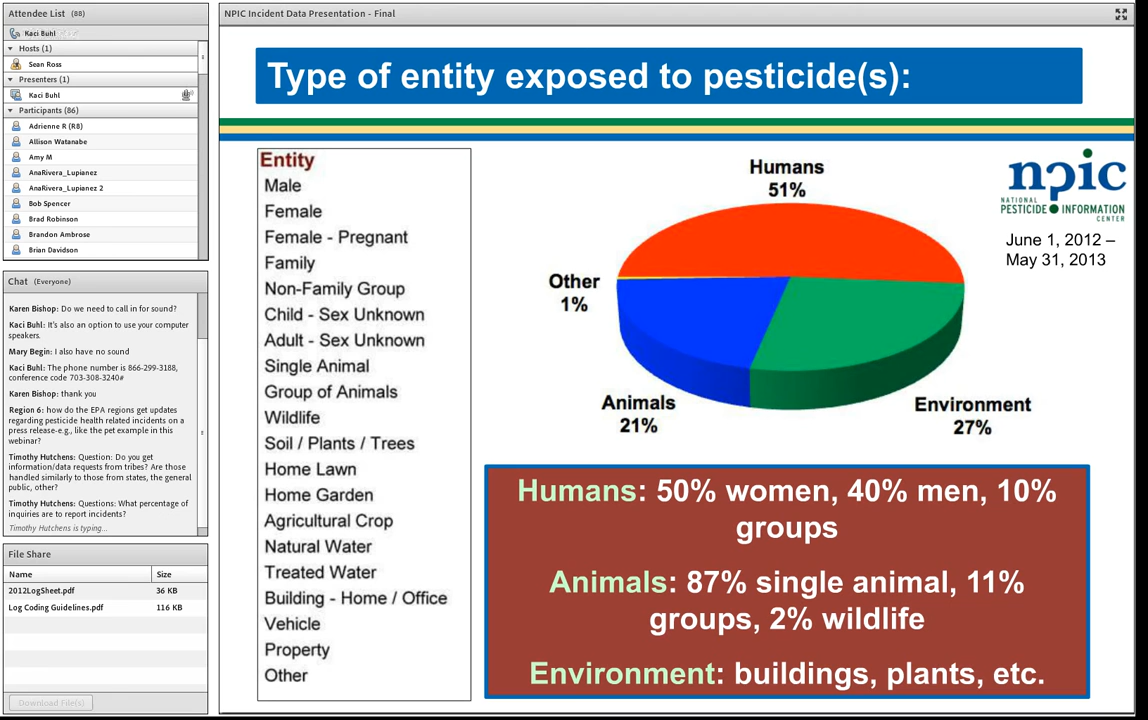 Attendee List (88)
Kaci Buhl
Hosts (1)
Sean Ross
Presenters (1)
Kaci Buhl
Participants (86)
Adrienne R (R8)
Allison Watanabe
Amy M
AnaRivera_Lupianez
AnaRivera_Lupianez 2
Bob Spencer
Brad Robinson
Brandon Ambrose
Brian Davidson
Chat (Everyone)
Karen Bishop: Do we need to call in for sound?
Kaci Buhl: It's also an option to use your computer
speakers.
Mary Begin: I also have no sound
Kaci Buhl: The phone number is 866-299-3188,
conference code 703-308-3240#
Karen Bishop: thank you
Region 6: how do the EPA regions get updates
regarding pesticide health related incidents on a
press release-e.g., like the pet example in this
webinar?
Timothy Hutchens: Question: Do you get
information/data requests from tribes? Are those
handled similarly to those from states, the general
public, other?
Timothy Hutchens: Questions: What percentage of
inquiries are to report incidents?
Timothy Hutchens is typing...
File Share
Name Size
2012LogSheet.pdf 36 KB
Log Coding Guidelines.pdf 116 KB
Download File(s)
NPIC Incident Data Presentation - Final
Type of entity exposed to pesticide(s):
Entity
Male
Female
Female - Pregnant
Family
Non-Family Group
Child - Sex Unknown
Adult - Sex Unknown
Single Animal
Group of Animals
Wildlife
Soil / Plants / Trees
Home Lawn
Home Garden
Agricultural Crop
Natural Water
Treated Water
Building - Home / Office
Vehicle
Property
Other
Humans
51%
Other
1%
Animals
21%
Environment
27%
npic
NATIONAL
PESTICIDE INFORMATION
CENTER
June 1, 2012 –
May 31, 2013
Humans: 50% women, 40% men, 10%
groups
Animals: 87% single animal, 11%
groups, 2% wildlife
Environment: buildings, plants, etc.